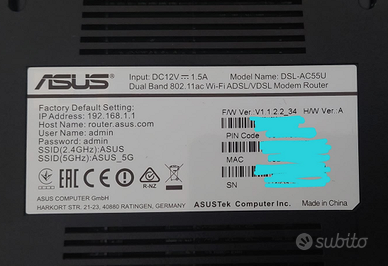 ASUS
Input: DC12V ⎓ 1.5A Model Name: DSL-AC55U
Dual Band 802.11ac Wi-Fi ADSL/VDSL Modem Router
Factory Default Setting:
IP Address: 192.168.1.1
Host Name: router.asus.com
User Name: admin
Password: admin
SSID(2.4GHz):ASUS
SSID(5GHz):ASUS_5G
F/W Ver V1.1.2.2_34 H/W Ver:A
PIN Code
MAC
SN
EAC CE R-NZ
ASUS COMPUTER GmbH
HARKORT STR. 21-23, 40880 RATINGEN, GERMANY
ASUSTek Computer Inc. Made in China
subito